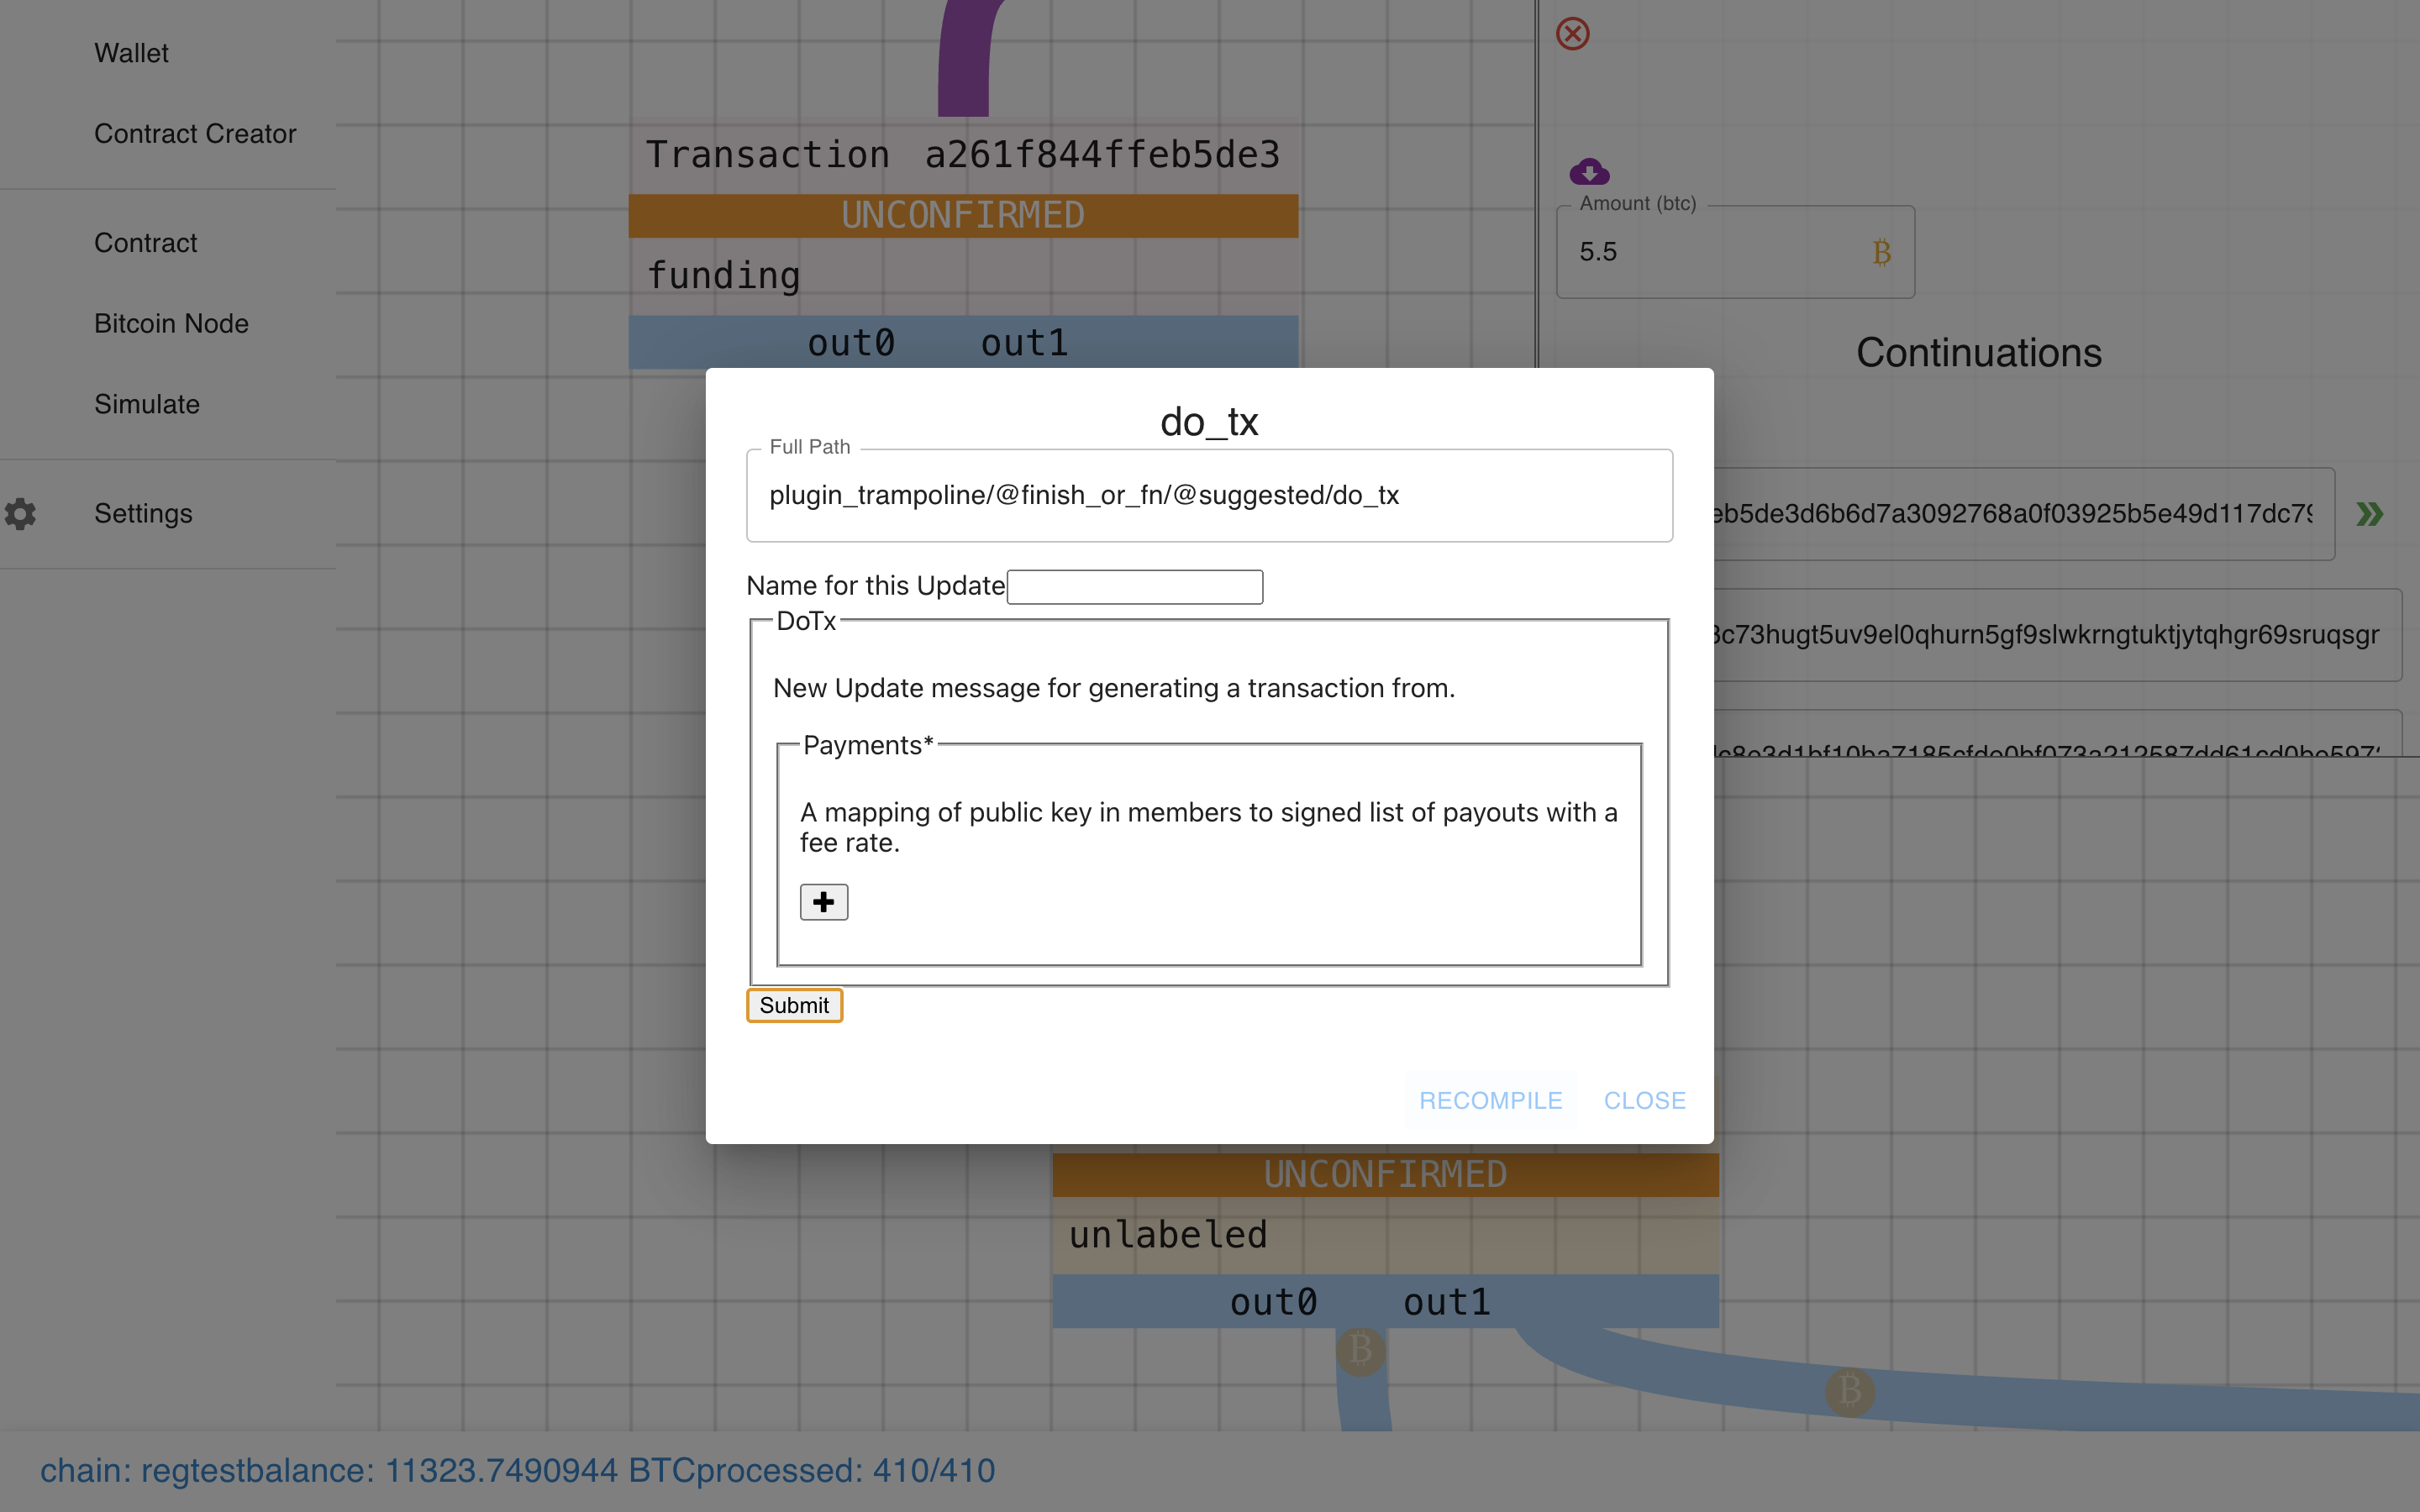 Wallet
Contract Creator
Contract
Bitcoin Node
Simulate
Settings
Transaction a261f844ffeb5de3
UNCONFIRMED
funding
out0 out1
Amount (btc)
5.5
Continuations
eb5de3d6b6d7a3092768a0f03925b5e49d117dc79
3c73hugt5uv9el0qhurn5gf9slwkrngtuktjytqhgr69sruqsgr
do_tx
Full Path
plugin_trampoline/@finish_or_fn/@suggested/do_tx
Name for this Update
DoTx
New Update message for generating a transaction from.
Payments*
A mapping of public key in members to signed list of payouts with a
fee rate.
Submit
RECOMPILE CLOSE
UNCONFIRMED
unlabeled
out0 out1
chain: regtestbalance: 11323.7490944 BTCprocessed: 410/410